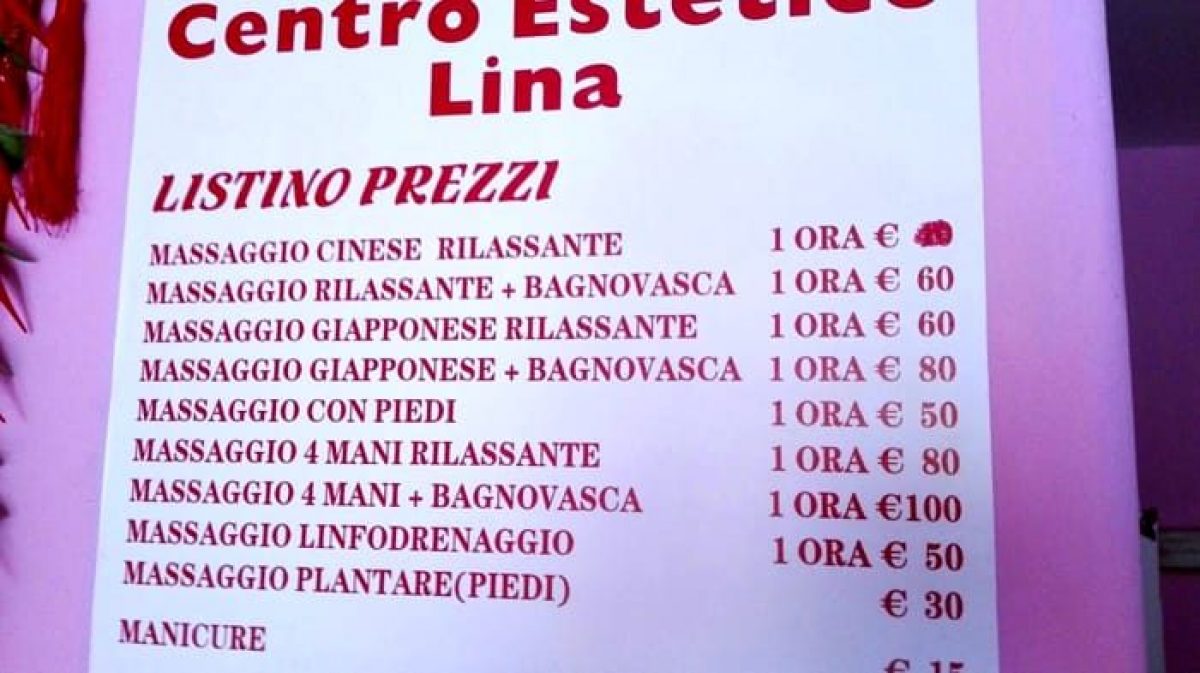 Centro Estetico
Lina
LISTINO PREZZI
MASSAGGIO CINESE RILASSANTE 1 ORA €
MASSAGGIO RILASSANTE + BAGNOVASCA 1 ORA € 60
MASSAGGIO GIAPPONESE RILASSANTE 1 ORA € 60
MASSAGGIO GIAPPONESE + BAGNOVASCA 1 ORA € 80
MASSAGGIO CON PIEDI 1 ORA € 50
MASSAGGIO 4 MANI RILASSANTE 1 ORA € 80
MASSAGGIO 4 MANI + BAGNOVASCA 1 ORA €100
MASSAGGIO LINFODRENAGGIO 1 ORA € 50
MASSAGGIO PLANTARE(PIEDI) € 30
MANICURE € 15